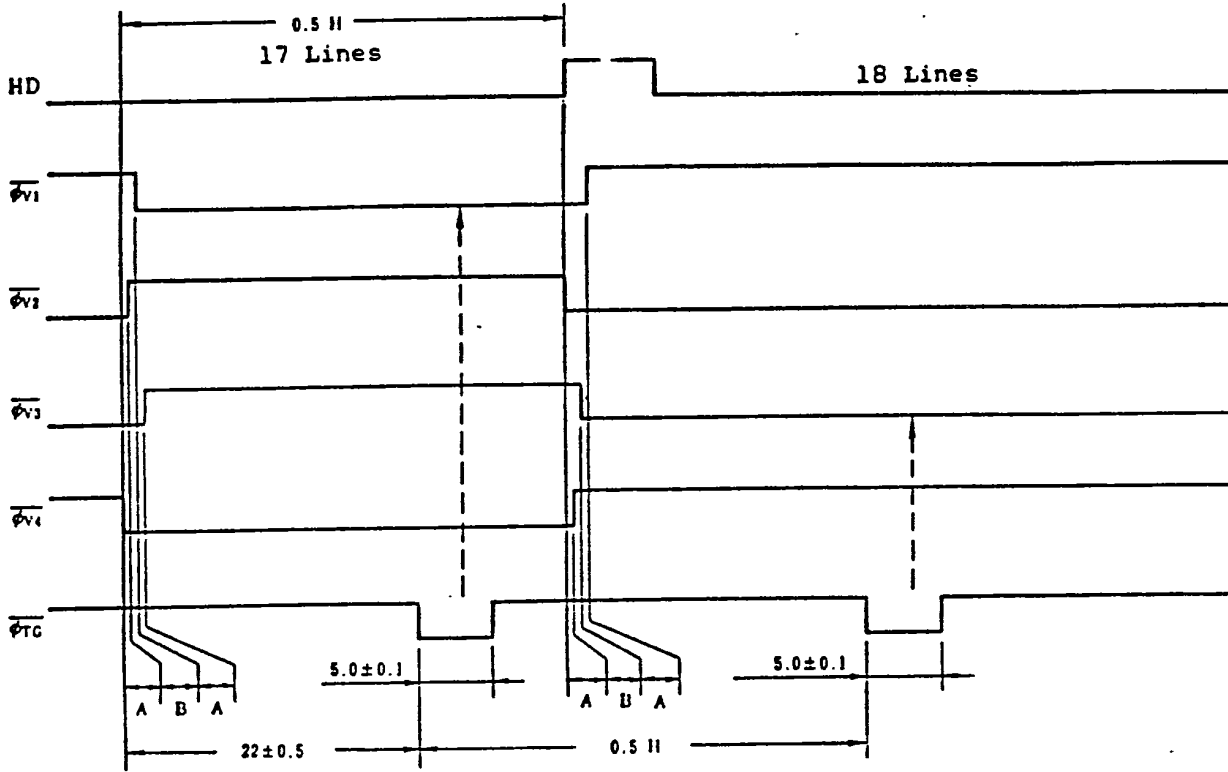 0.5 H
17 Lines
HD
18 Lines
φV1
φV2
φV3
φV4
φTG
5.0±0.1
5.0±0.1
A B A
A B A
22±0.5
0.5 H